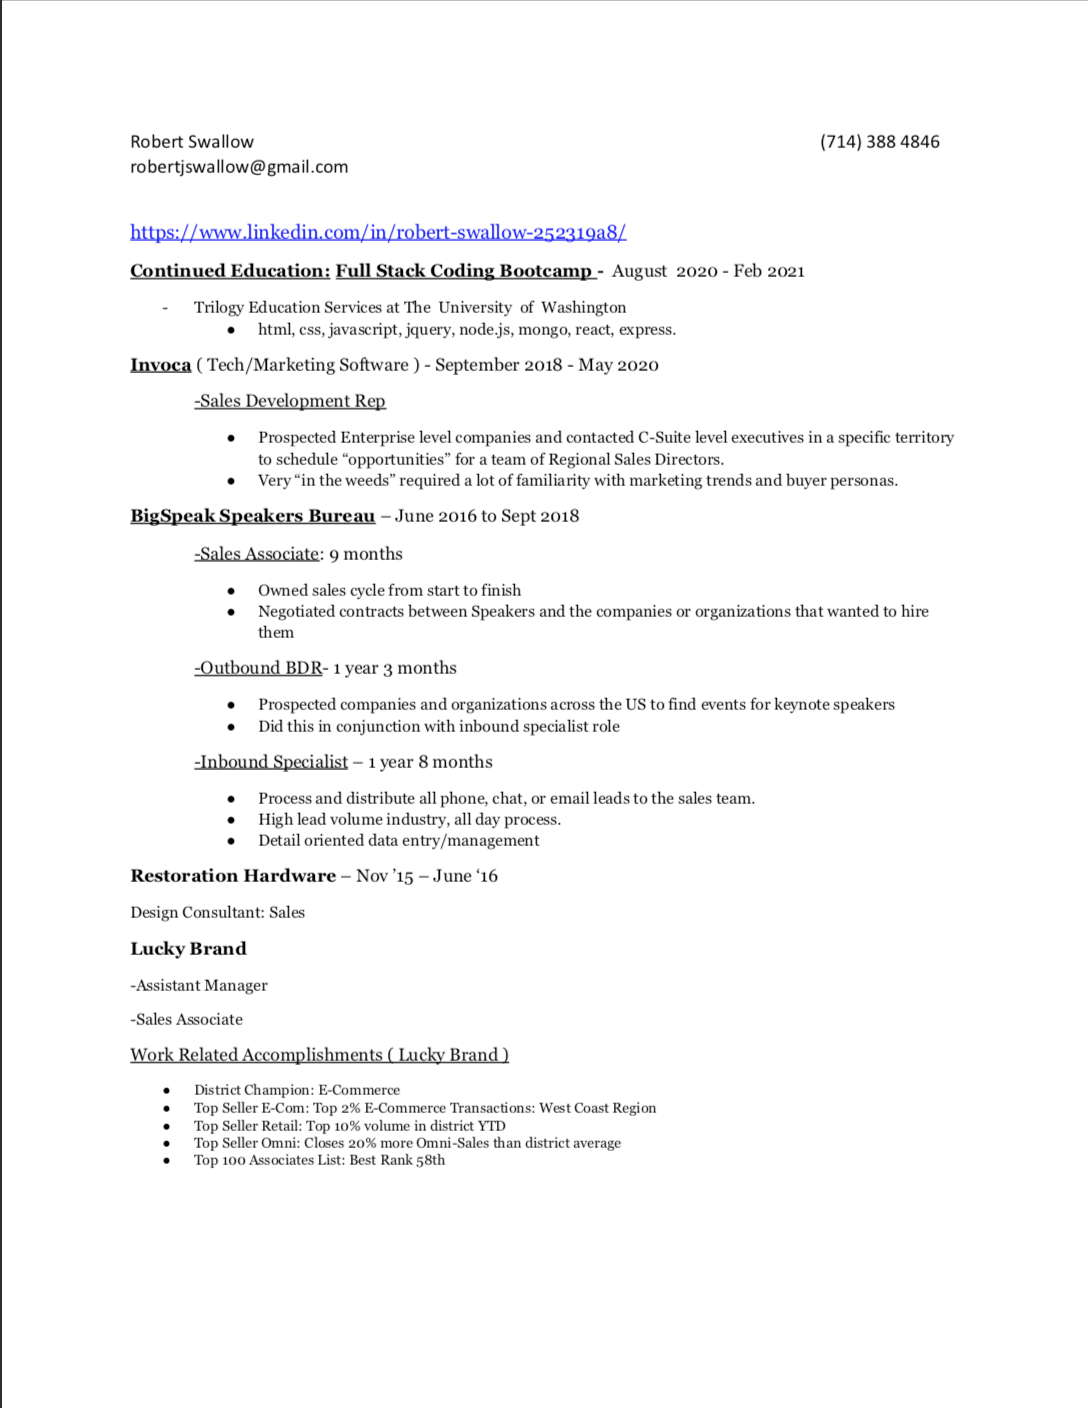 Robert Swallow (714) 388 4846
robertjswallow@gmail.com
https://www.linkedin.com/in/robert-swallow-252319a8/
Continued Education: Full Stack Coding Bootcamp - August 2020 - Feb 2021
- Trilogy Education Services at The University of Washington
● html, css, javascript, jquery, node.js, mongo, react, express.
Invoca ( Tech/Marketing Software ) - September 2018 - May 2020
-Sales Development Rep
● Prospected Enterprise level companies and contacted C-Suite level executives in a specific territory
to schedule “opportunities” for a team of Regional Sales Directors.
● Very “in the weeds” required a lot of familiarity with marketing trends and buyer personas.
BigSpeak Speakers Bureau – June 2016 to Sept 2018
-Sales Associate: 9 months
● Owned sales cycle from start to finish
● Negotiated contracts between Speakers and the companies or organizations that wanted to hire
them
-Outbound BDR- 1 year 3 months
● Prospected companies and organizations across the US to find events for keynote speakers
● Did this in conjunction with inbound specialist role
-Inbound Specialist – 1 year 8 months
● Process and distribute all phone, chat, or email leads to the sales team.
● High lead volume industry, all day process.
● Detail oriented data entry/management
Restoration Hardware – Nov ’15 – June ‘16
Design Consultant: Sales
Lucky Brand
-Assistant Manager
-Sales Associate
Work Related Accomplishments ( Lucky Brand )
● District Champion: E-Commerce
● Top Seller E-Com: Top 2% E-Commerce Transactions: West Coast Region
● Top Seller Retail: Top 10% volume in district YTD
● Top Seller Omni: Closes 20% more Omni-Sales than district average
● Top 100 Associates List: Best Rank 58th